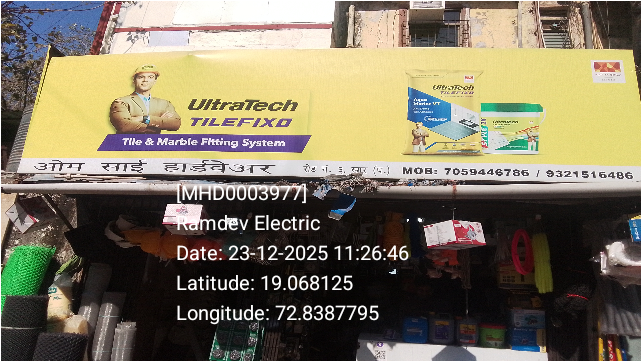 UltraTech
TILEFIXO
Tile & Marble Fitting System
UltraTech
TILEFIXO
ओम साई हार्डवेअर
MOB: 7059446786 / 9321516486
[MHD0003977]
Ramdev Electric
Date: 23-12-2025 11:26:46
Latitude: 19.068125
Longitude: 72.8387795